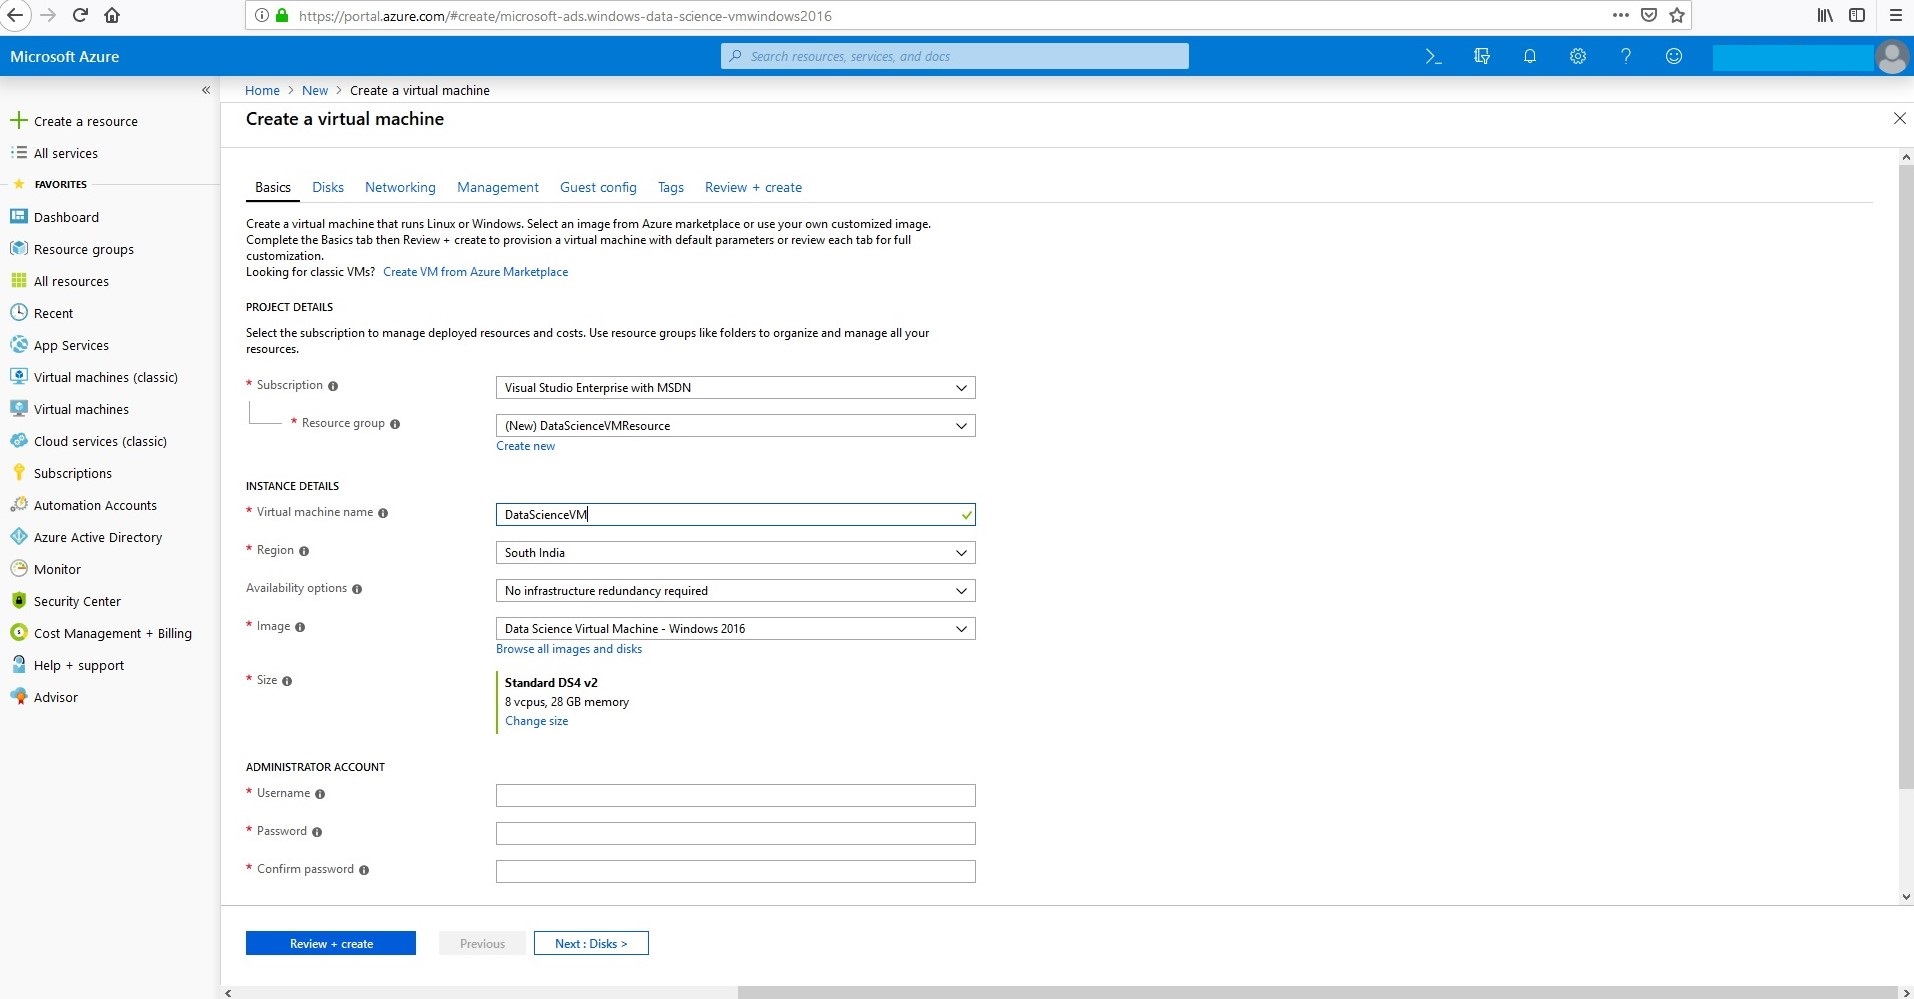 https://portal.azure.com/#create/microsoft-ads.windows-data-science-vmwindows2016
Microsoft Azure
Search resources, services, and docs
Create a resource
All services
FAVORITES
Dashboard
Resource groups
All resources
Recent
App Services
Virtual machines (classic)
Virtual machines
Cloud services (classic)
Subscriptions
Automation Accounts
Azure Active Directory
Monitor
Security Center
Cost Management + Billing
Help + support
Advisor
Home > New > Create a virtual machine
Create a virtual machine
Basics Disks Networking Management Guest config Tags Review + create
Create a virtual machine that runs Linux or Windows. Select an image from Azure marketplace or use your own customized image.
Complete the Basics tab then Review + create to provision a virtual machine with default parameters or review each tab for full
customization.
Looking for classic VMs? Create VM from Azure Marketplace
PROJECT DETAILS
Select the subscription to manage deployed resources and costs. Use resource groups like folders to organize and manage all your
resources.
* Subscription Visual Studio Enterprise with MSDN
* Resource group (New) DataScienceVMResource
Create new
INSTANCE DETAILS
* Virtual machine name DataScienceVM
* Region South India
Availability options No infrastructure redundancy required
* Image Data Science Virtual Machine - Windows 2016
Browse all images and disks
* Size Standard DS4 v2
8 vcpus, 28 GB memory
Change size
ADMINISTRATOR ACCOUNT
* Username
* Password
* Confirm password
Review + create Previous Next : Disks >